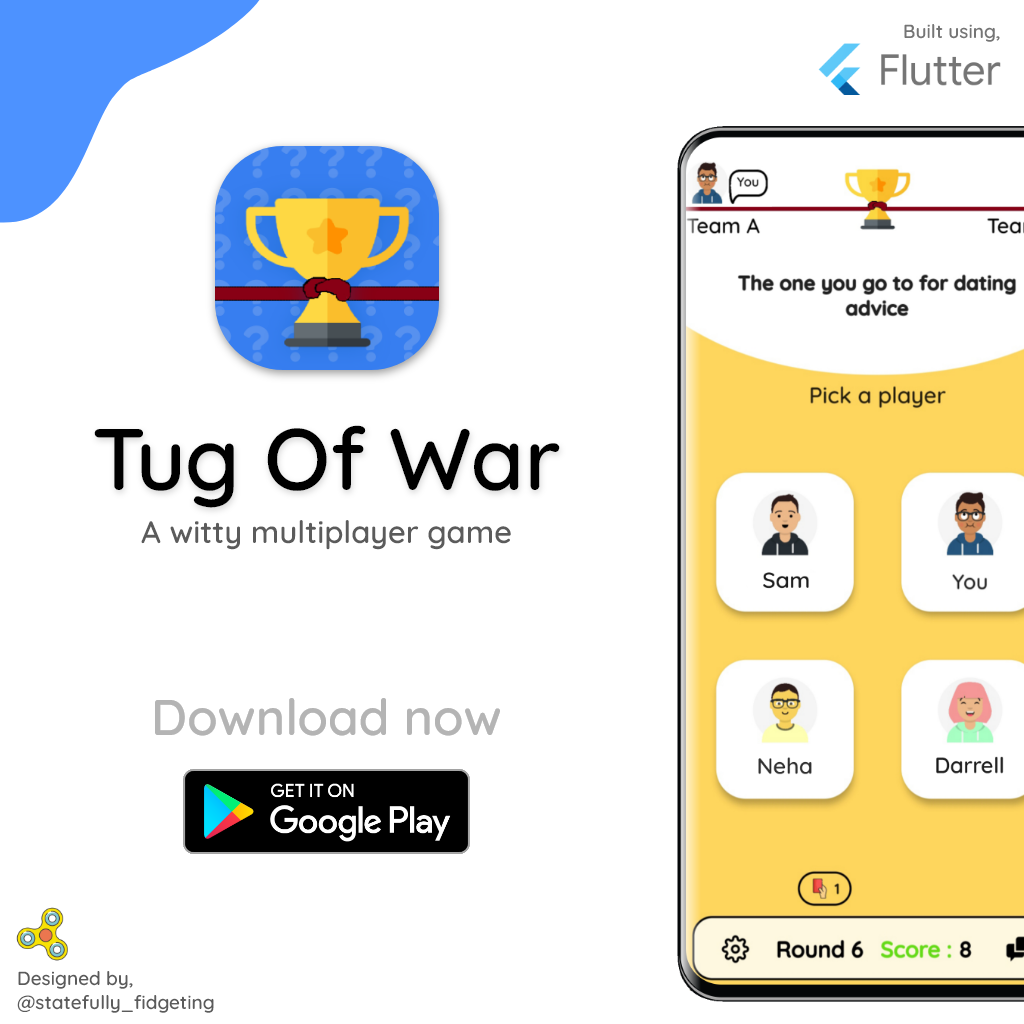 Built using,
Flutter
Tug Of War
A witty multiplayer game
Download now
GET IT ON
Google Play
Designed by,
@statefully_fidgeting
You
Team A
Tea
The one you go to for dating
advice
Pick a player
Sam
You
Neha
Darrell
1
Round 6 Score : 8